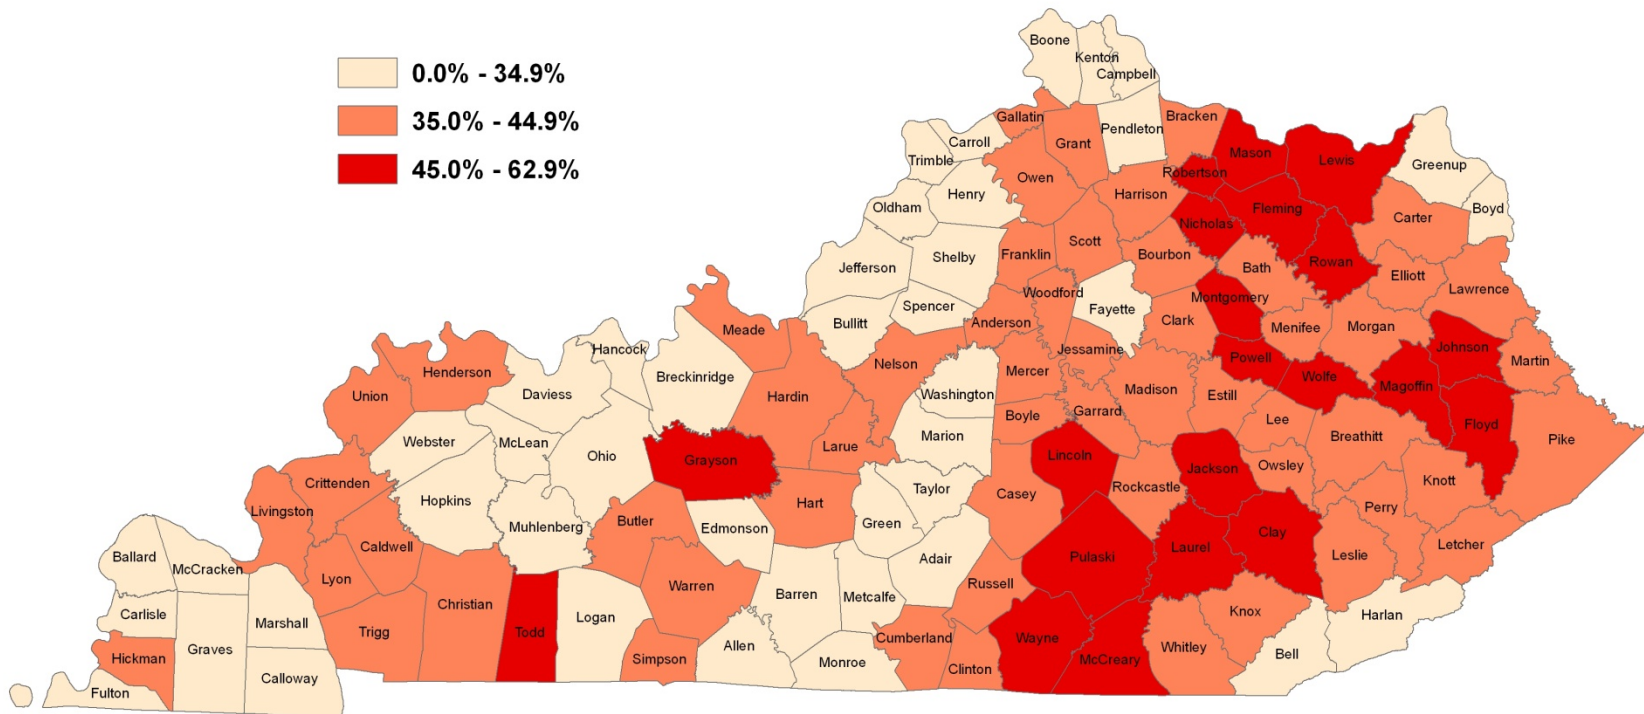 0.0% - 34.9%
35.0% - 44.9%
45.0% - 62.9%
Boone
Kenton
Campbell
Gallatin
Grant
Pendleton
Bracken
Carroll
Trimble
Owen
Henry
Oldham
Harrison
Robertson
Mason
Lewis
Greenup
Boyd
Carter
Fleming
Nicholas
Rowan
Elliott
Lawrence
Jefferson
Shelby
Franklin
Scott
Bourbon
Bath
Spencer
Bullitt
Anderson
Woodford
Fayette
Clark
Montgomery
Menifee
Morgan
Johnson
Martin
Meade
Hancock
Breckinridge
Nelson
Washington
Mercer
Jessamine
Madison
Estill
Powell
Wolfe
Magoffin
Floyd
Pike
Henderson
Union
Daviess
Webster
McLean
Ohio
Grayson
Hardin
Larue
Marion
Boyle
Garrard
Lincoln
Rockcastle
Jackson
Lee
Owsley
Breathitt
Knott
Perry
Letcher
Leslie
Clay
Laurel
Pulaski
Casey
Taylor
Green
Hart
Edmonson
Butler
Muhlenberg
Hopkins
Crittenden
Livingston
Caldwell
Lyon
Trigg
Christian
Todd
Logan
Warren
Simpson
Allen
Barren
Metcalfe
Monroe
Adair
Russell
Cumberland
Clinton
Wayne
McCreary
Whitley
Knox
Bell
Harlan
Ballard
McCracken
Carlisle
Hickman
Fulton
Graves
Marshall
Calloway